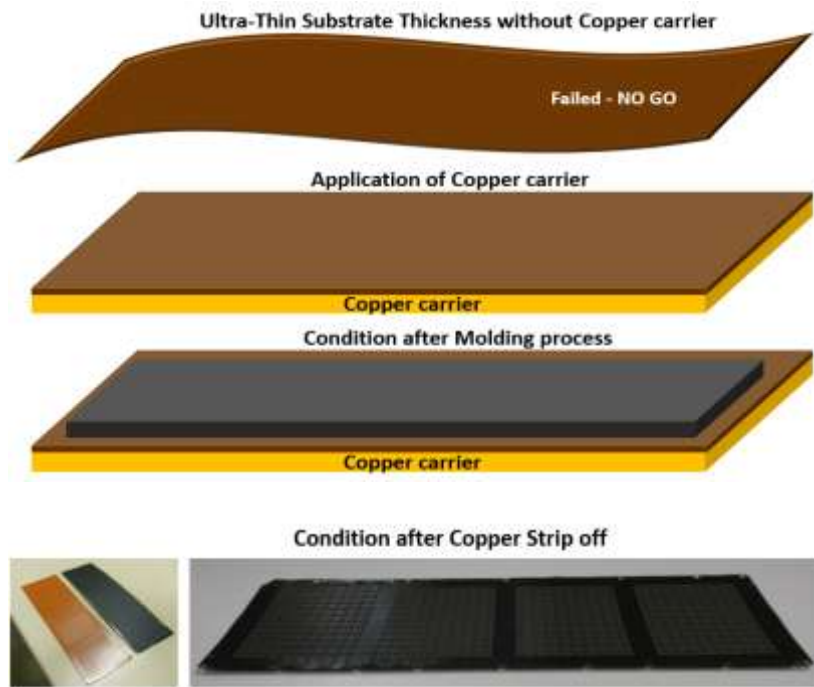 Ultra-Thin Substrate Thickness without Copper carrier
Failed - NO GO
Application of Copper carrier
Copper carrier
Condition after Molding process
Copper carrier
Condition after Copper Strip off